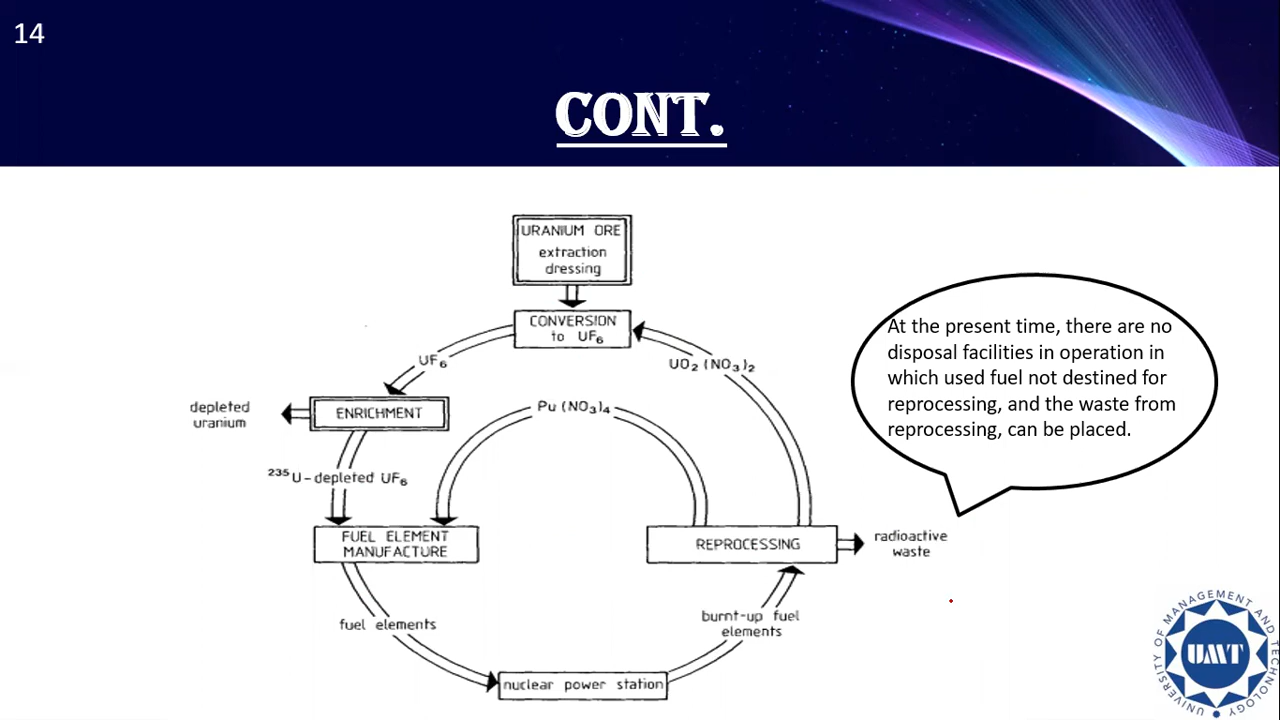 14
CONT.
URANIUM ORE
extraction
dressing
CONVERSION
to UF₆
UF₆
UO₂(NO₃)₂
depleted
uranium
ENRICHMENT
Pu(NO₃)₄
²³⁵U-depleted UF₆
FUEL ELEMENT
MANUFACTURE
REPROCESSING
radioactive
waste
fuel elements
burnt-up fuel
elements
nuclear power station
At the present time, there are no
disposal facilities in operation in
which used fuel not destined for
reprocessing, and the waste from
reprocessing, can be placed.
UNIVERSITY OF MANAGEMENT AND TECHNOLOGY
UMT